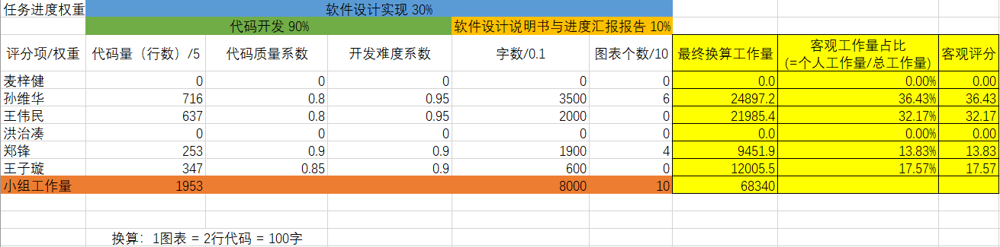 任务进度权重 软件设计实现 30%
代码开发 90% 软件设计说明书与进度汇报报告 10%
评分项/权重 代码量（行数）/5 代码质量系数 开发难度系数 字数/0.1 图表个数/10 最终换算工作量 客观工作量占比 客观评分
(=个人工作量/总工作量)
麦梓健 0 0 0 0 0 0.0 0.00% 0.00
孙维华 716 0.8 0.95 3500 6 24897.2 36.43% 36.43
王伟民 637 0.8 0.95 2000 0 21985.4 32.17% 32.17
洪治凑 0 0 0 0 0 0.0 0.00% 0.00
郑锋 253 0.9 0.9 1900 4 9451.9 13.83% 13.83
王子璇 347 0.85 0.9 600 0 12005.5 17.57% 17.57
小组工作量 1953 8000 10 68340
换算：1图表 = 2行代码 = 100字